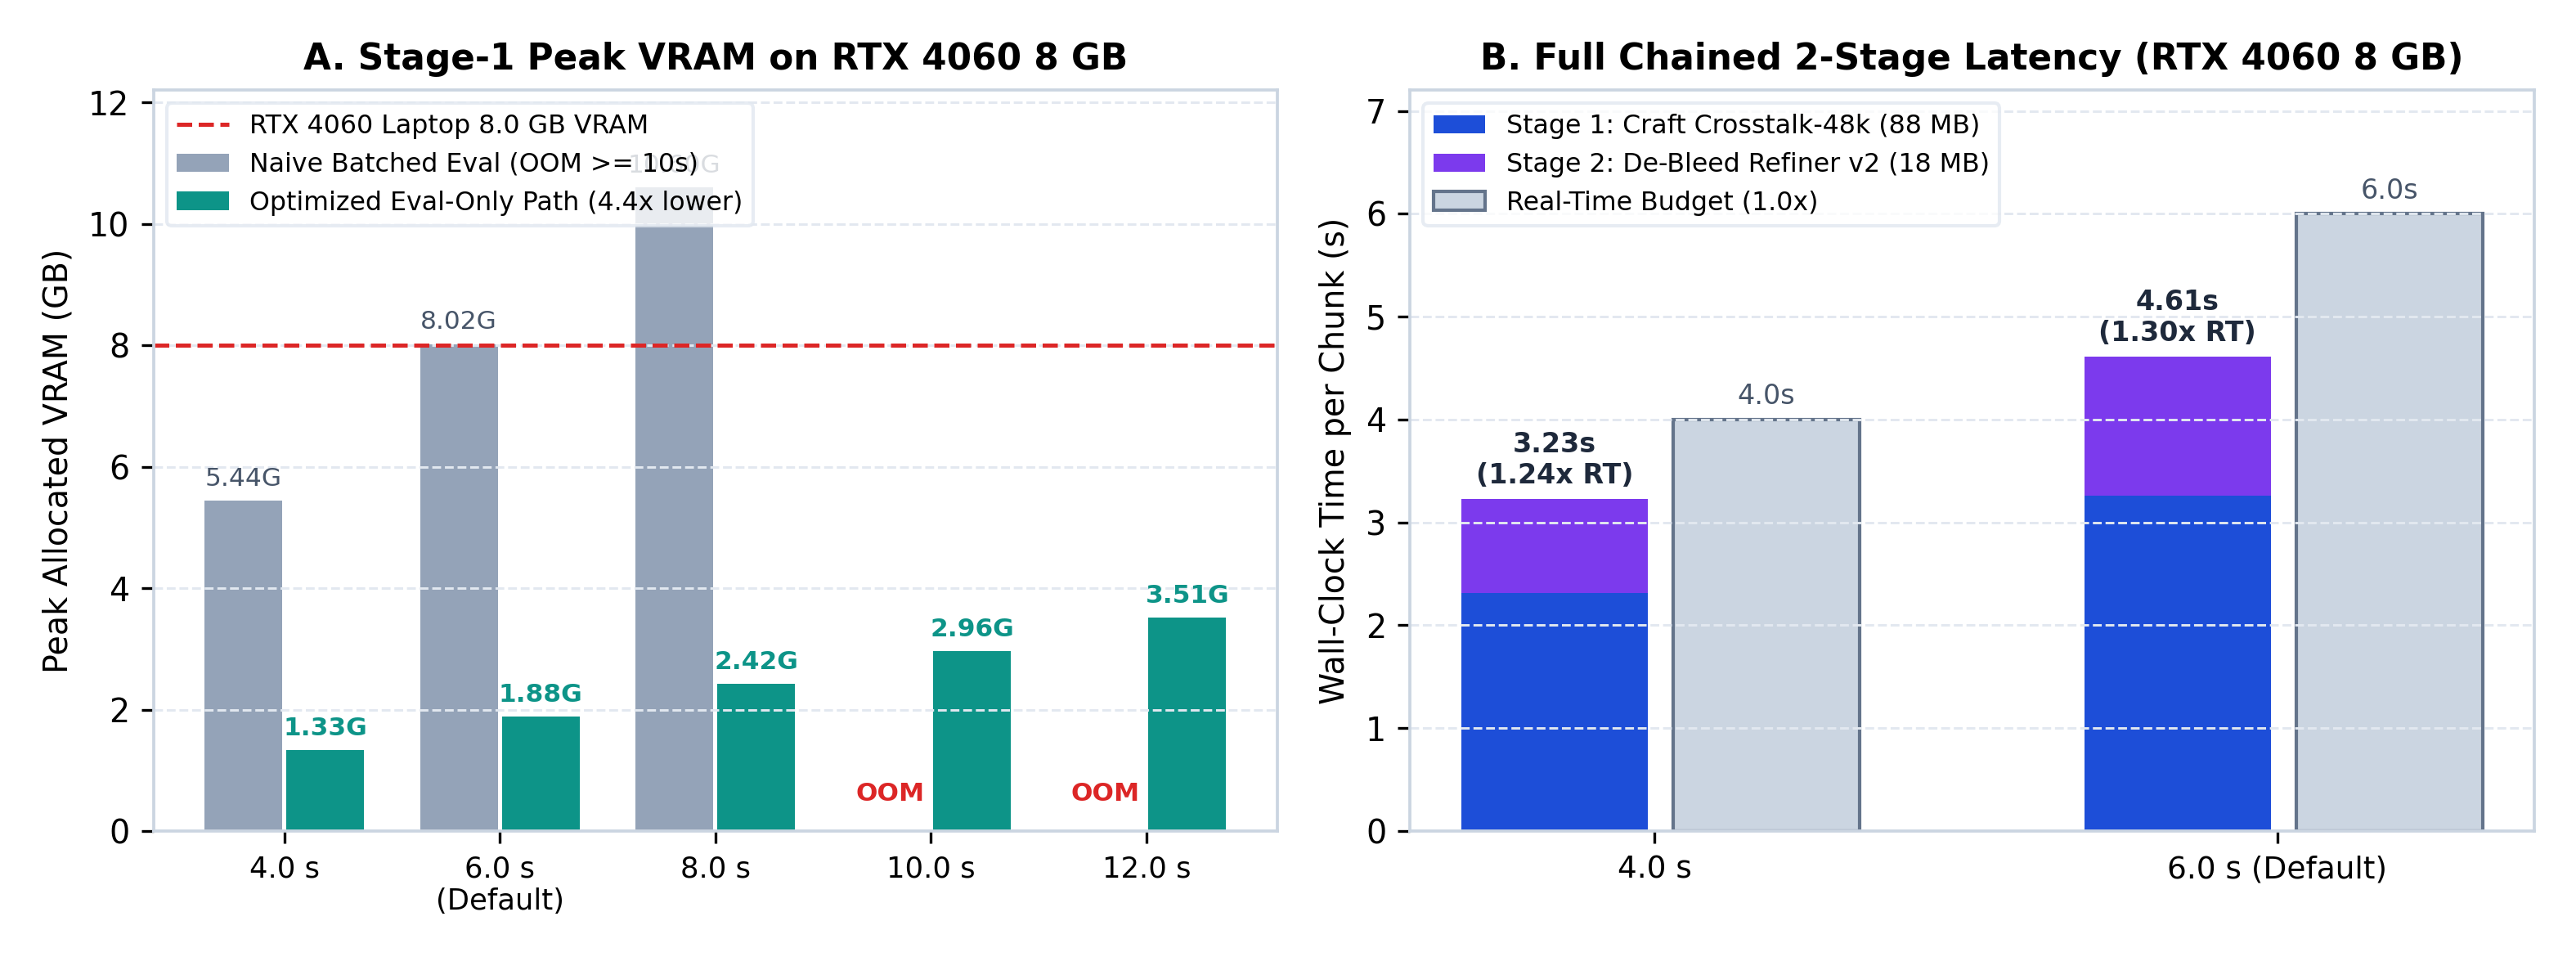 A. Stage-1 Peak VRAM on RTX 4060 8 GB
Peak Allocated VRAM (GB)
12
10
8
6
4
2
0
RTX 4060 Laptop 8.0 GB VRAM
Naive Batched Eval (OOM >= 10s)
Optimized Eval-Only Path (4.4x lower)
5.44G
1.33G
8.02G
1.88G
2.42G
OOM
2.96G
OOM
3.51G
4.0 s
6.0 s
(Default)
8.0 s
10.0 s
12.0 s
B. Full Chained 2-Stage Latency (RTX 4060 8 GB)
Wall-Clock Time per Chunk (s)
7
6
5
4
3
2
1
0
Stage 1: Craft Crosstalk-48k (88 MB)
Stage 2: De-Bleed Refiner v2 (18 MB)
Real-Time Budget (1.0x)
3.23s
(1.24x RT)
4.0s
4.61s
(1.30x RT)
6.0s
4.0 s
6.0 s (Default)